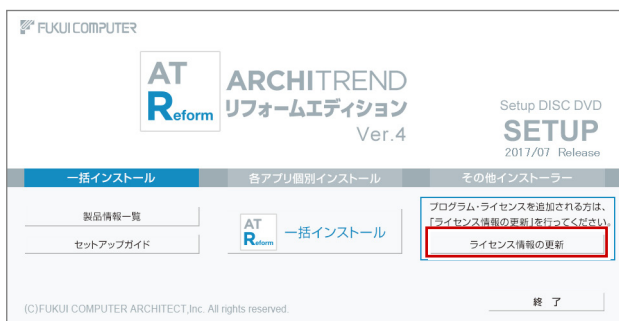 FUKUI COMPUTER
AT
Reform
ARCHITREND
リフォームエディション
Ver.4
Setup DISC DVD
SETUP
2017/07 Release
一括インストール
各アプリ個別インストール
その他インストーラー
製品情報一覧
セットアップガイド
AT
Reform
一括インストール
プログラム・ライセンスを追加される方は、
「ライセンス情報の更新」を行ってください。
ライセンス情報の更新
終 了
(C)FUKUI COMPUTER ARCHITECT,Inc. All rights reserved.